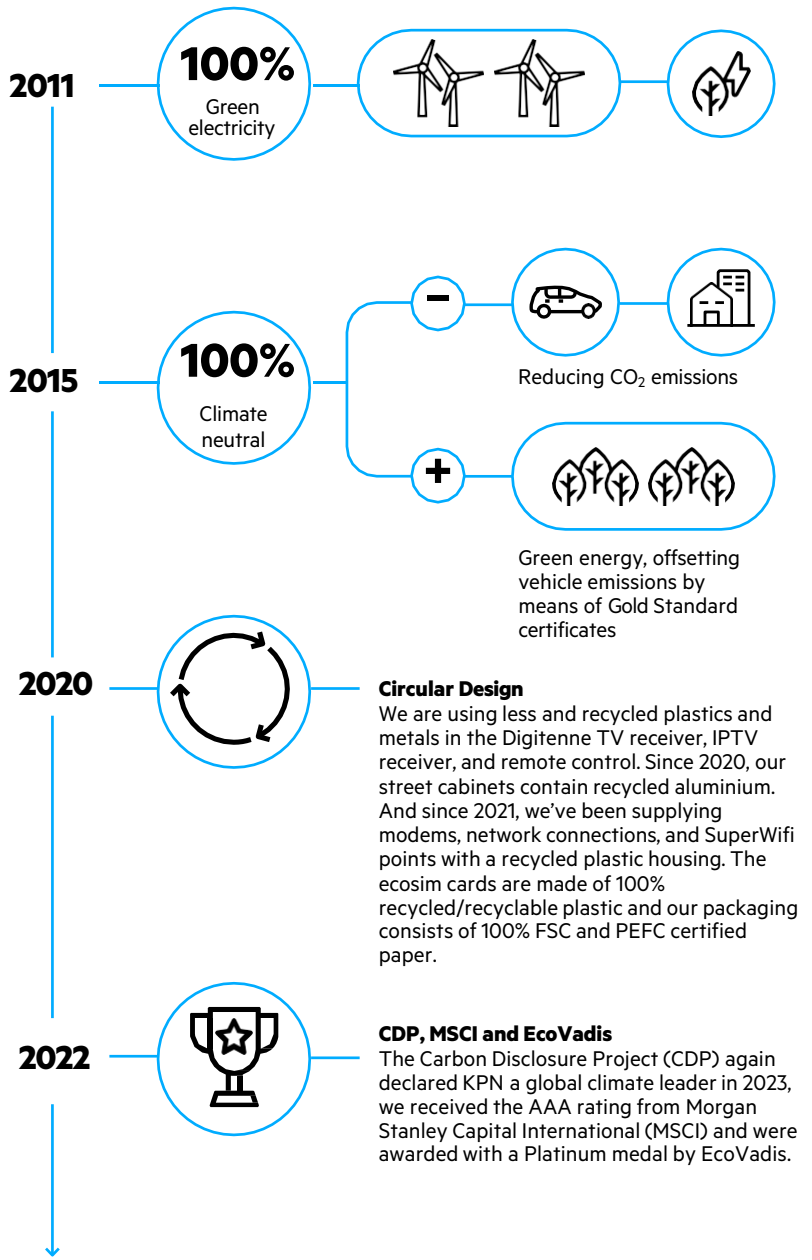 2011
100%
Green
electricity
2015
100%
Climate
neutral
−
Reducing CO₂ emissions
+
Green energy, offsetting
vehicle emissions by
means of Gold Standard
certificates
2020
Circular Design
We are using less and recycled plastics and
metals in the Digitenne TV receiver, IPTV
receiver, and remote control. Since 2020, our
street cabinets contain recycled aluminium.
And since 2021, we’ve been supplying
modems, network connections, and SuperWifi
points with a recycled plastic housing. The
ecosim cards are made of 100%
recycled/recyclable plastic and our packaging
consists of 100% FSC and PEFC certified
paper.
2022
CDP, MSCI and EcoVadis
The Carbon Disclosure Project (CDP) again
declared KPN a global climate leader in 2023,
we received the AAA rating from Morgan
Stanley Capital International (MSCI) and were
awarded with a Platinum medal by EcoVadis.